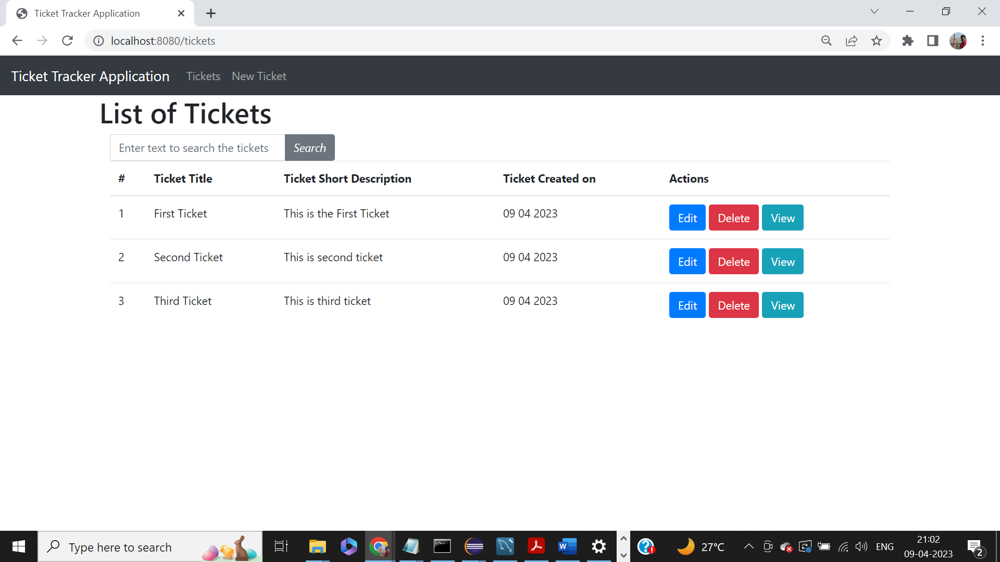 Ticket Tracker Application
localhost:8080/tickets
Ticket Tracker Application Tickets New Ticket
List of Tickets
Enter text to search the tickets Search
# Ticket Title Ticket Short Description Ticket Created on Actions
1 First Ticket This is the First Ticket 09 04 2023 Edit Delete View
2 Second Ticket This is second ticket 09 04 2023 Edit Delete View
3 Third Ticket This is third ticket 09 04 2023 Edit Delete View
Type here to search 27°C ENG 21:02
09-04-2023 2